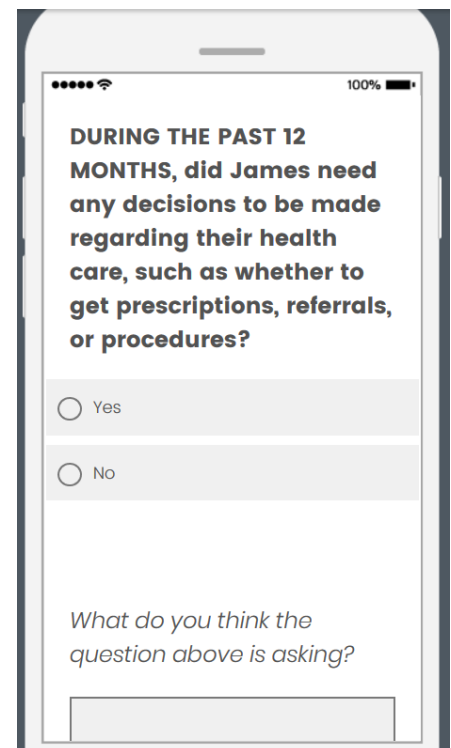 100%
DURING THE PAST 12
MONTHS, did James need
any decisions to be made
regarding their health
care, such as whether to
get prescriptions, referrals,
or procedures?
Yes
No
What do you think the
question above is asking?